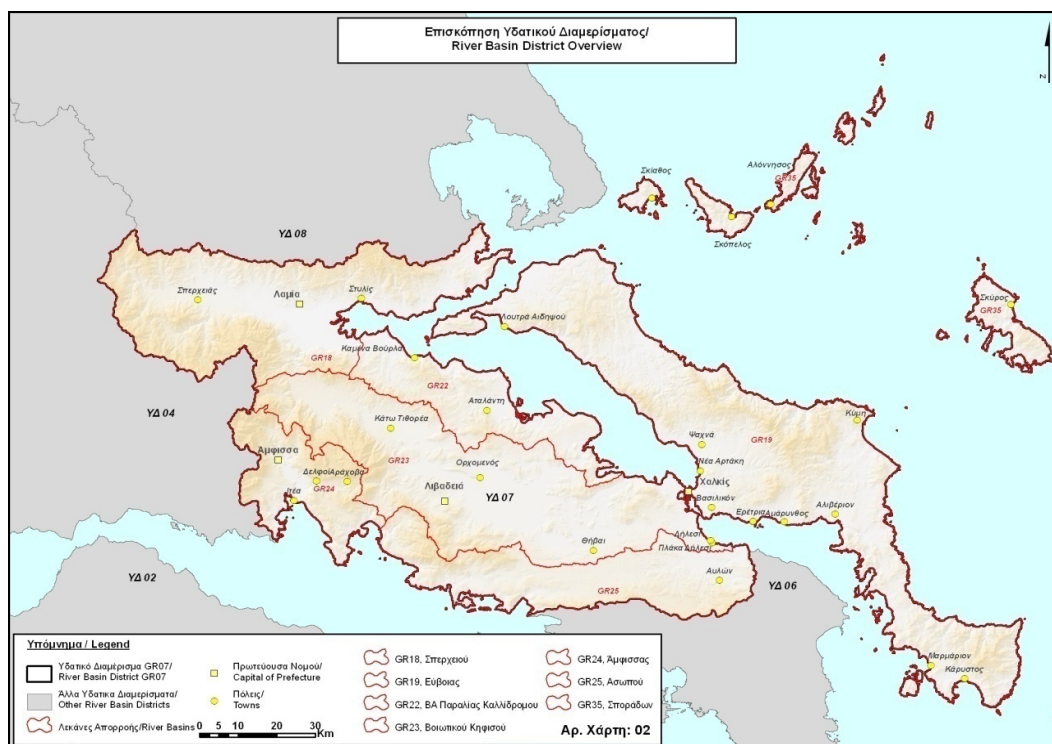 Επισκόπηση Υδατικού Διαμερίσματος/
River Basin District Overview
N
Αλόννησος
GR35
Σκίαθος
Σκόπελος
ΥΔ 08
Σπερχειάς
Λαμία
Στυλίς
Σκύρος
GR35
Λουτρά Αιδηψού
Καμένα Βούρλα
GR18
GR22
ΥΔ 04
Αταλάντη
Κάτω Τιθορέα
Κύμη
Ψαχνά
GR19
Άμφισσα
GR23
Ορχομενός
Νέα Αρτάκη
Χαλκίς
Δελφοί
Αράχοβα
GR24
Ιτέα
Λιβαδειά
ΥΔ 07
Βασιλικόν
Ερέτρια
Αμάρυνθος
Αλιβέριον
Θήβαι
Δήλεσι
Πλάκα Δήλεσι
Αυλών
ΥΔ 02
ΥΔ 06
GR25
Μαρμάριον
Κάρυστος
Υπόμνημα / Legend
Υδατικό Διαμέρισμα GR07/
River Basin District GR07
Άλλα Υδατικα Διαμερίσματα/
Other River Basin Districts
Λεκάνες Απορροής/River Basins
Πρωτεύουσα Νομού/
Capital of Prefecture
Πόλεις/
Towns
0 5 10 20 30
Km
GR18, Σπερχειού
GR19, Εύβοιας
GR22, ΒΑ Παραλίας Καλλίδρομου
GR23, Βοιωτικού Κηφισού
GR24, Άμφισσας
GR25, Ασωπού
GR35, Σποράδων
Αρ. Χάρτη: 02